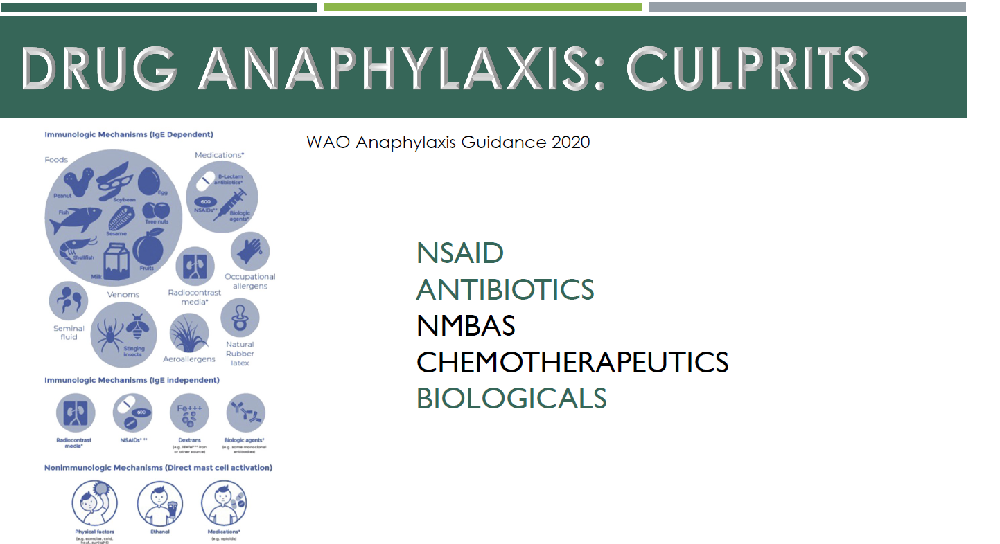 DRUG ANAPHYLAXIS: CULPRITS
Immunologic Mechanisms (IgE Dependent)
WAO Anaphylaxis Guidance 2020
Foods
Medications*
Peanut
Soybean
Egg
B-Lactam
antibiotics*
600
NSAIDs**
Biologic
agents*
Fish
Sesame
Tree nuts
Shellfish
Milk
Fruits
Occupational
allergens
Radiocontrast
media*
Venoms
Seminal
fluid
Stinging
insects
Aeroallergens
Natural
Rubber
latex
Immunologic Mechanisms (IgE independent)
Fe+++
Radiocontrast
media*
NSAIDs* **
Dextrans
(e.g. HMW*** iron
or other source)
Biologic agents*
(e.g. some monoclonal
antibodies)
Nonimmunologic Mechanisms (Direct mast cell activation)
Physical factors
(e.g. exercise, cold,
heat, sunlight)
Ethanol
Medications*
(e.g. opioids)
NSAID
ANTIBIOTICS
NMBAS
CHEMOTHERAPEUTICS
BIOLOGICALS